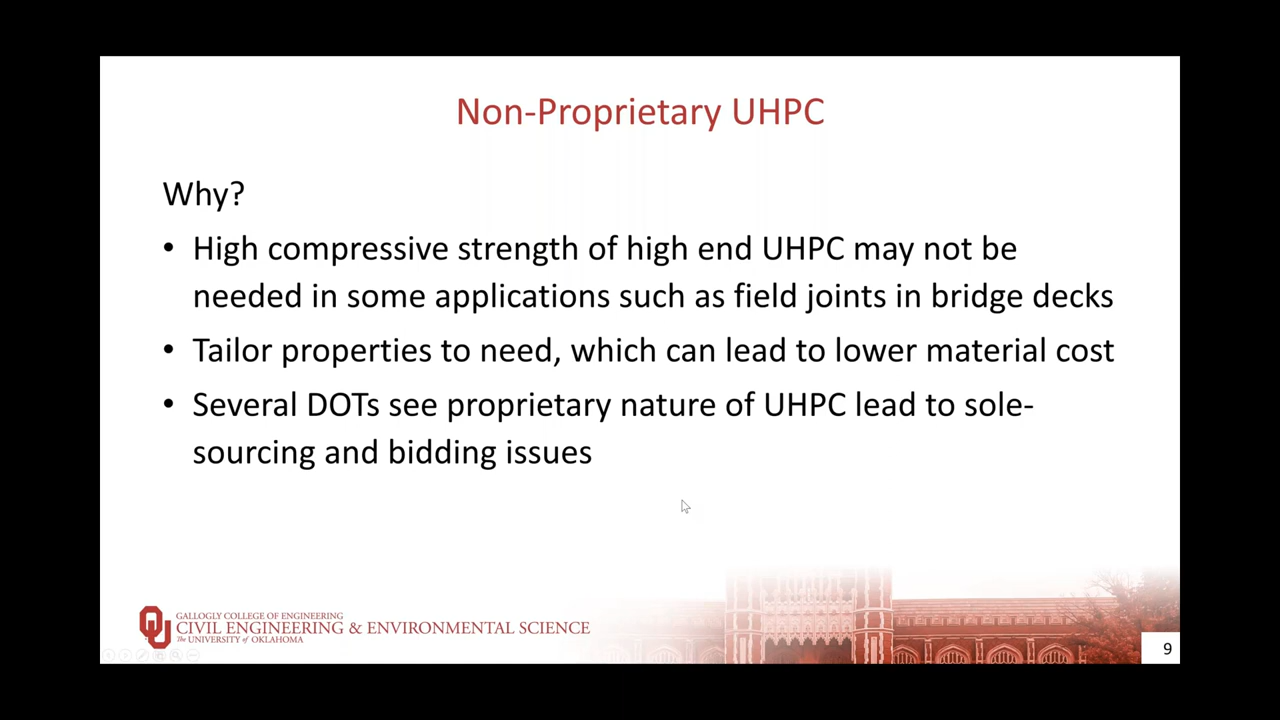 Non-Proprietary UHPC
Why?
• High compressive strength of high end UHPC may not be
needed in some applications such as field joints in bridge decks
• Tailor properties to need, which can lead to lower material cost
• Several DOTs see proprietary nature of UHPC lead to sole-
sourcing and bidding issues
GALLOGLY COLLEGE OF ENGINEERING
CIVIL ENGINEERING & ENVIRONMENTAL SCIENCE
The UNIVERSITY of OKLAHOMA
9